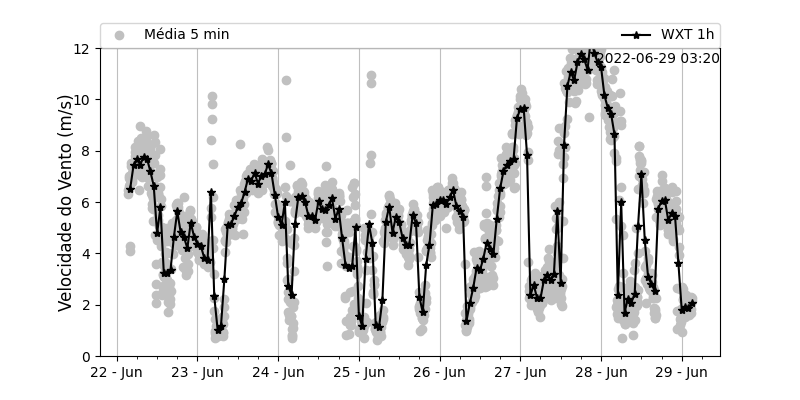 Média 5 min
WXT 1h
2022-06-29 03:20
Velocidade do Vento (m/s)
12
10
8
6
4
2
0
22 - Jun
23 - Jun
24 - Jun
25 - Jun
26 - Jun
27 - Jun
28 - Jun
29 - Jun